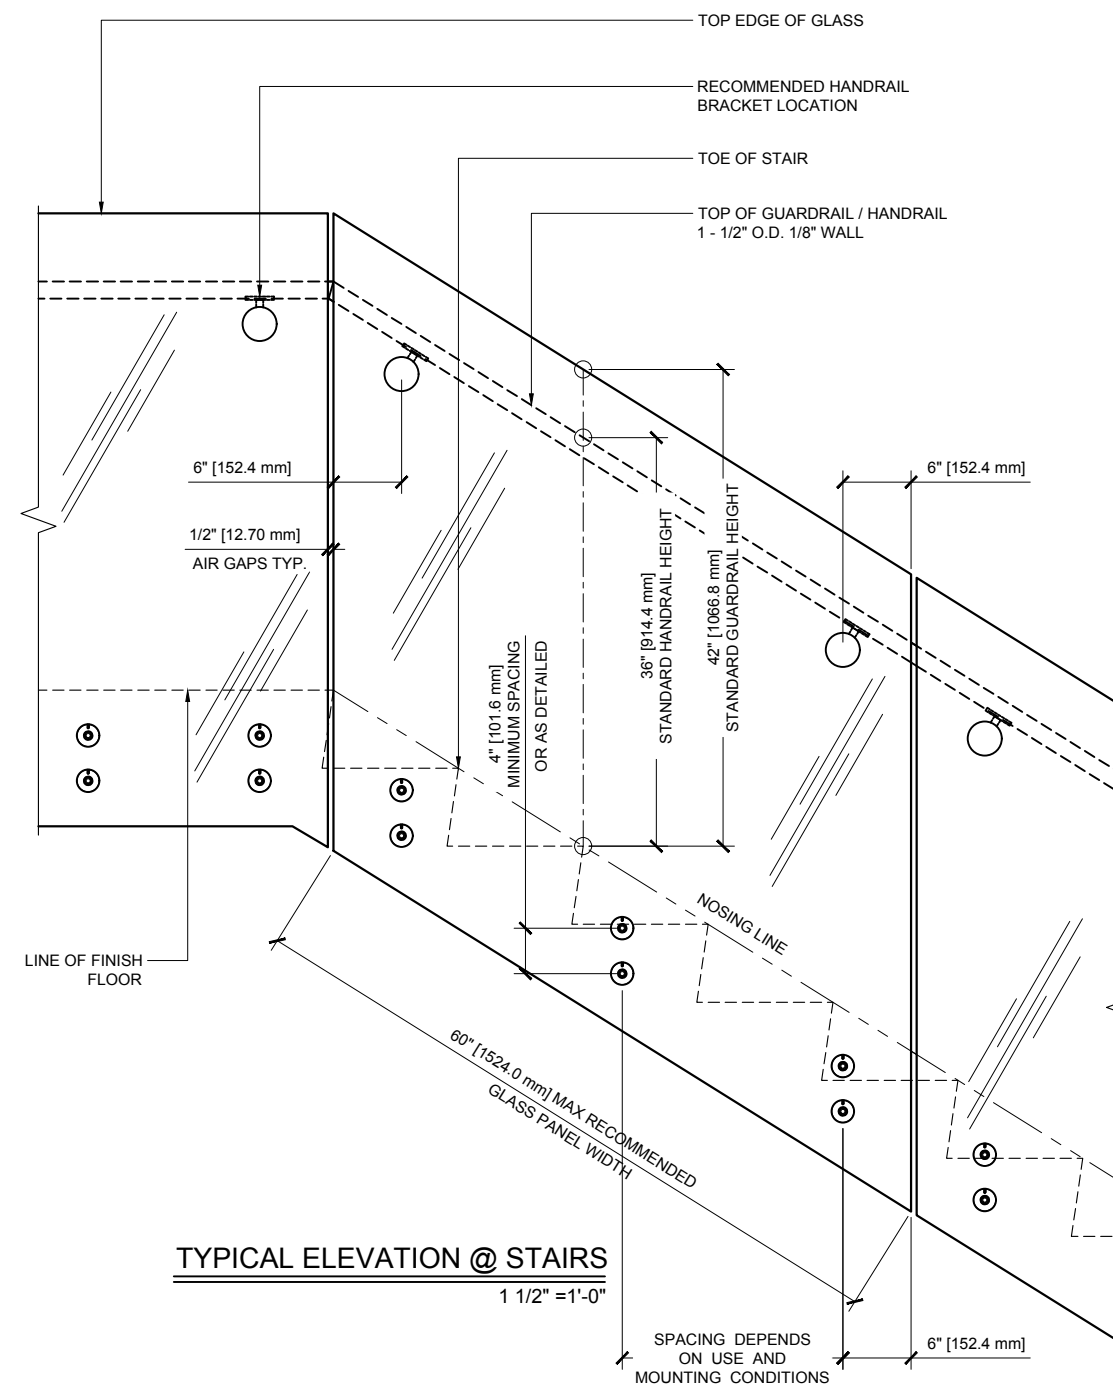 TOP EDGE OF GLASS
RECOMMENDED HANDRAIL
BRACKET LOCATION
TOE OF STAIR
TOP OF GUARDRAIL / HANDRAIL
1 - 1/2" O.D. 1/8" WALL
6" [152.4 mm]
6" [152.4 mm]
1/2" [12.70 mm]
AIR GAPS TYP.
4" [101.6 mm]
MINIMUM SPACING
OR AS DETAILED
36" [914.4 mm]
STANDARD HANDRAIL HEIGHT
42" [1066.8 mm]
STANDARD GUARDRAIL HEIGHT
NOSING LINE
LINE OF FINISH
FLOOR
60" [1524.0 mm] MAX RECOMMENDED
GLASS PANEL WIDTH
TYPICAL ELEVATION @ STAIRS
1 1/2" =1'-0"
SPACING DEPENDS
ON USE AND
MOUNTING CONDITIONS
6" [152.4 mm]